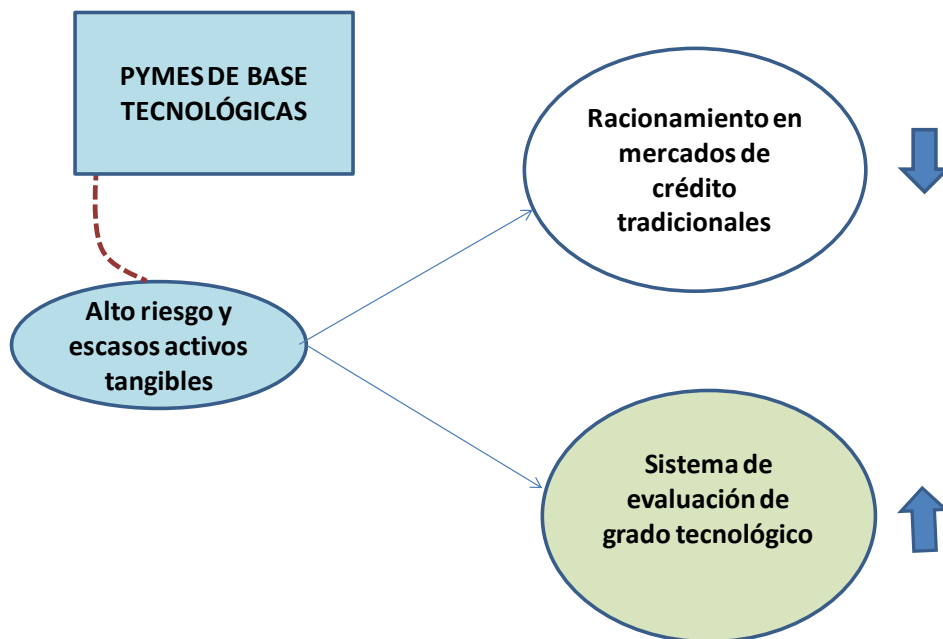 PYMES DE BASE
TECNOLÓGICAS
Racionamiento en
mercados de
crédito
tradicionales
Alto riesgo y
escasos activos
tangibles
Sistema de
evaluación de
grado tecnológico